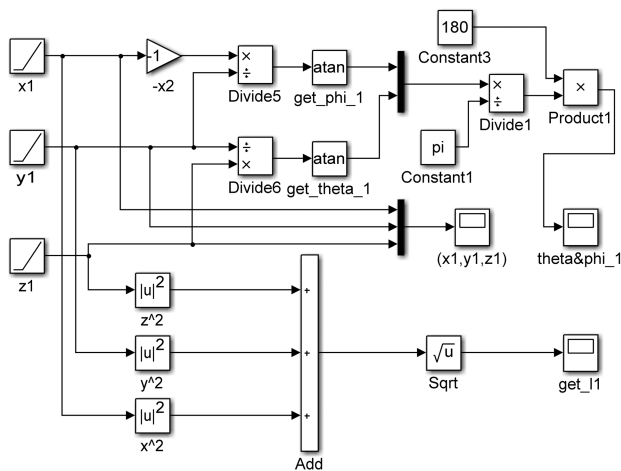 180
Constant3
x1
-1
-x2
×
÷
Divide5
atan
get_phi_1
×
÷
Divide1
×
Product1
y1
÷
×
Divide6
atan
get_theta_1
pi
Constant1
z1
(x1,y1,z1)
theta&phi_1
|u|2
z^2
+
|u|2
y^2
+
√u
Sqrt
get_l1
|u|2
x^2
+
Add